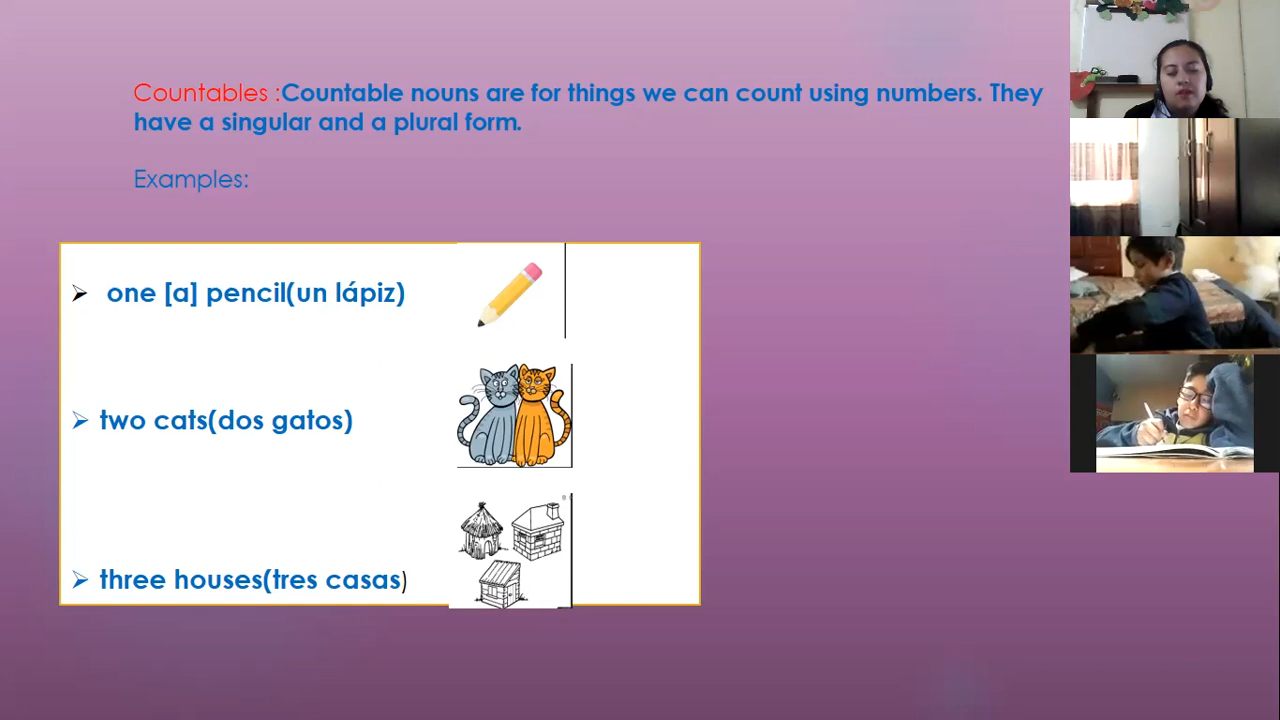 Countables :Countable nouns are for things we can count using numbers. They
have a singular and a plural form.
Examples:
one [a] pencil(un lápiz)
two cats(dos gatos)
three houses(tres casas)